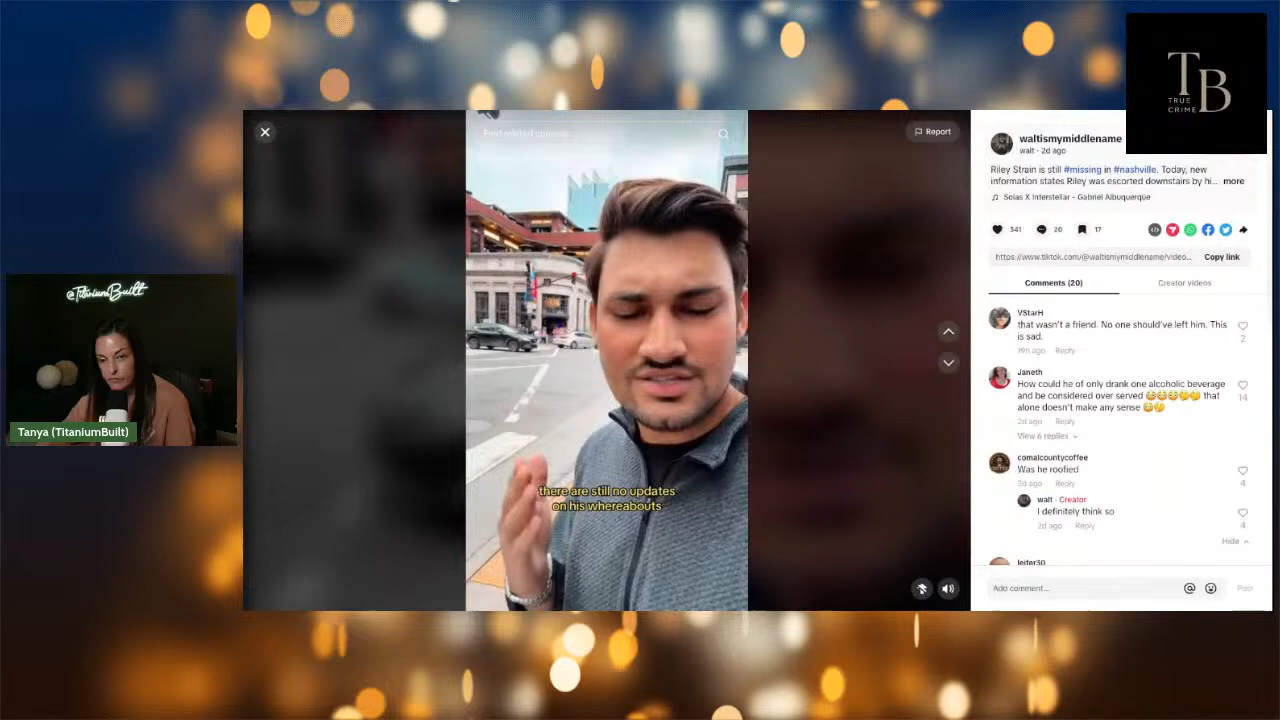 TB
TRUE
CRIME
@TitaniumBuilt
Tanya (TitaniumBuilt)
there are still no updates
on his whereabouts
Report
waltismymiddlename
walt · 2d ago
Riley Strain is still #missing in #nashville. Today, new
information states Riley was escorted downstairs by hi... more
♫ Solas X Interstellar - Gabriel Albuquerqüe
341
20
17
https://www.tiktok.com/@waltismymiddlename/video...
Copy link
Comments (20)
Creator videos
VStarH
that wasn't a friend. No one should've left him. This
is sad.
2
19h ago Reply
Janeth
How could he of only drank one alcoholic beverage
and be considered over served 😳😳😳🤔🤔 that
alone doesn't make any sense 😳🤔
14
2d ago Reply
View 6 replies
comalcountycoffee
Was he roofied
4
2d ago Reply
walt · Creator
I definitely think so
4
2d ago Reply
Hide
leifer30
Add comment...
Post